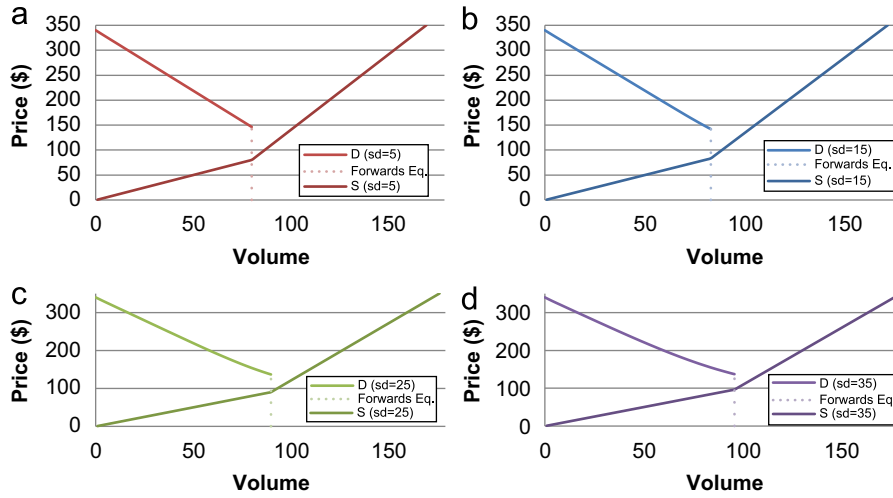 a
350
300
250
200
150
100
50
0
Price ($)
D (sd=5)
Forwards Eq.
S (sd=5)
0 50 100 150
Volume
b
350
300
250
200
150
100
50
0
Price ($)
D (sd=15)
Forwards Eq.
S (sd=15)
0 50 100 150
Volume
c
300
200
100
0
Price ($)
D (sd=25)
Forwards Eq.
S (sd=25)
0 50 100 150
Volume
d
300
200
100
0
Price ($)
D (sd=35)
Forwards Eq.
S (sd=35)
0 50 100 150
Volume